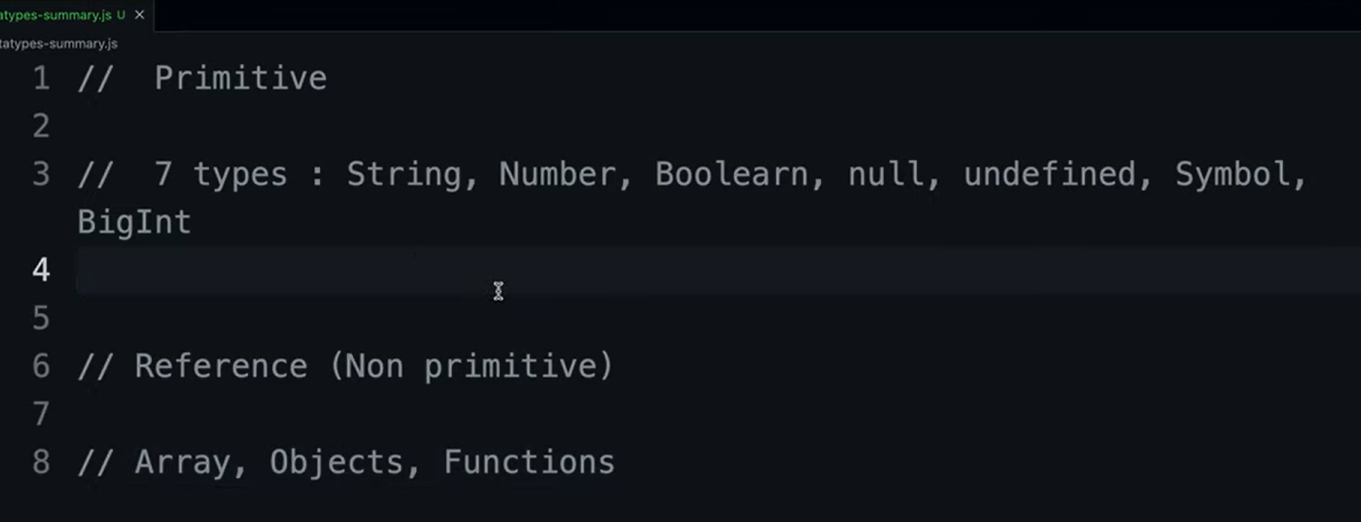 atypes-summary.js U ×
tatypes-summary.js
1 //  Primitive
2
3 //  7 types : String, Number, Boolearn, null, undefined, Symbol,
BigInt
4
5
6 // Reference (Non primitive)
7
8 // Array, Objects, Functions